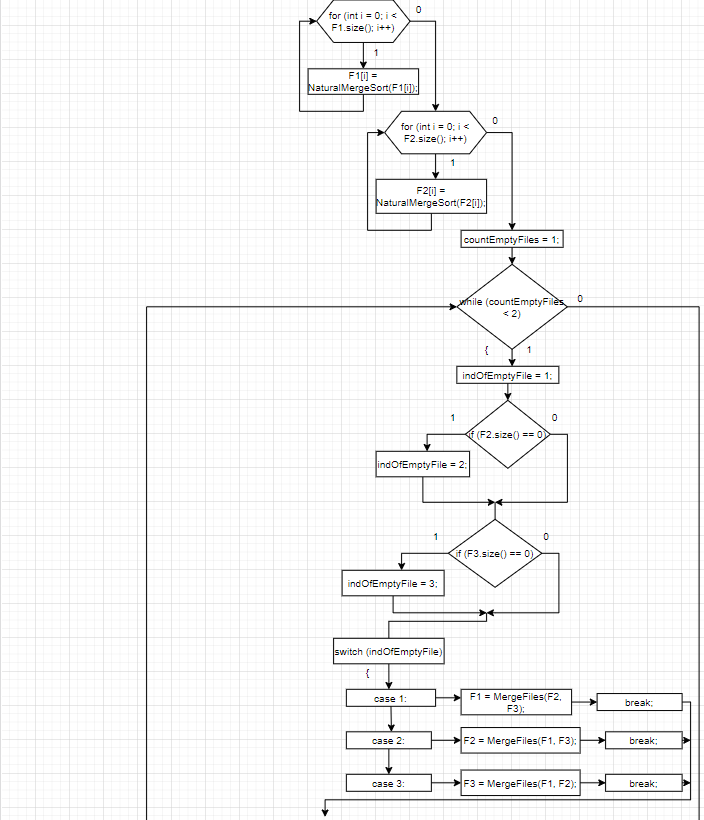 for (int i = 0; i <
F1.size(); i++)
0
1
F1[i] =
NaturalMergeSort(F1[i]);
for (int i = 0; i <
F2.size(); i++)
0
1
F2[i] =
NaturalMergeSort(F2[i]);
countEmptyFiles = 1;
while (countEmptyFiles
< 2)
0
{
1
indOfEmptyFile = 1;
1
0
if (F2.size() == 0)
indOfEmptyFile = 2;
1
0
if (F3.size() == 0)
indOfEmptyFile = 3;
switch (indOfEmptyFile)
{
case 1:
F1 = MergeFiles(F2,
F3);
break;
case 2:
F2 = MergeFiles(F1, F3);
break;
case 3:
F3 = MergeFiles(F1, F2);
break;